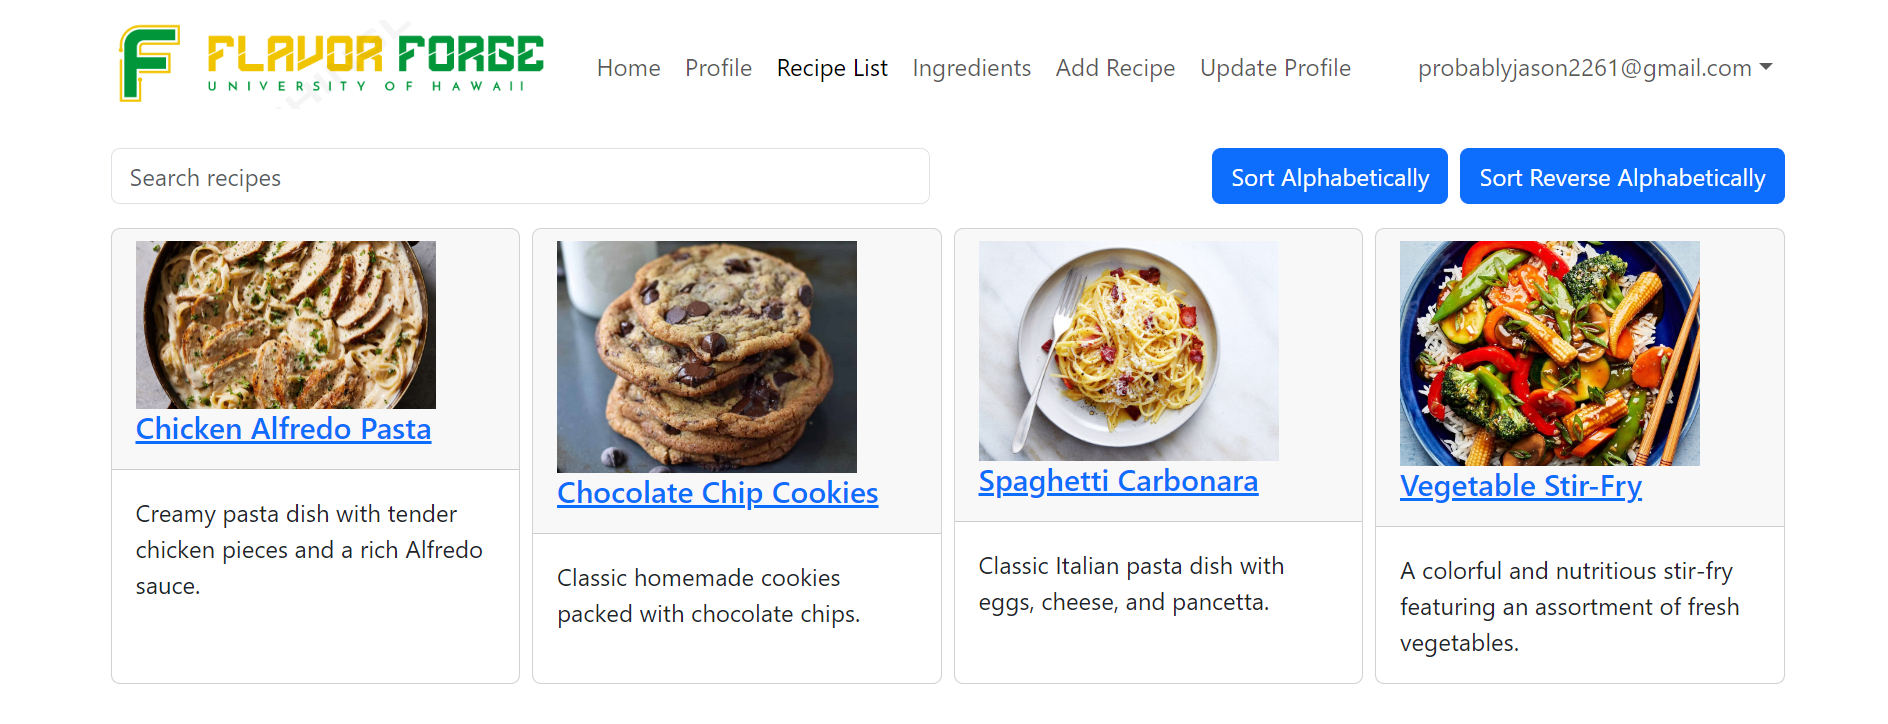 FLAVOR FORGE
UNIVERSITY OF HAWAII
Home Profile Recipe List Ingredients Add Recipe Update Profile probablyjason2261@gmail.com
Search recipes
Sort Alphabetically Sort Reverse Alphabetically
Chicken Alfredo Pasta
Creamy pasta dish with tender
chicken pieces and a rich Alfredo
sauce.
Chocolate Chip Cookies
Classic homemade cookies
packed with chocolate chips.
Spaghetti Carbonara
Classic Italian pasta dish with
eggs, cheese, and pancetta.
Vegetable Stir-Fry
A colorful and nutritious stir-fry
featuring an assortment of fresh
vegetables.